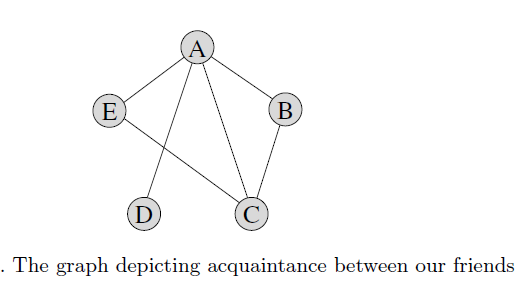 A
E
B
D
C
. The graph depicting acquaintance between our friends